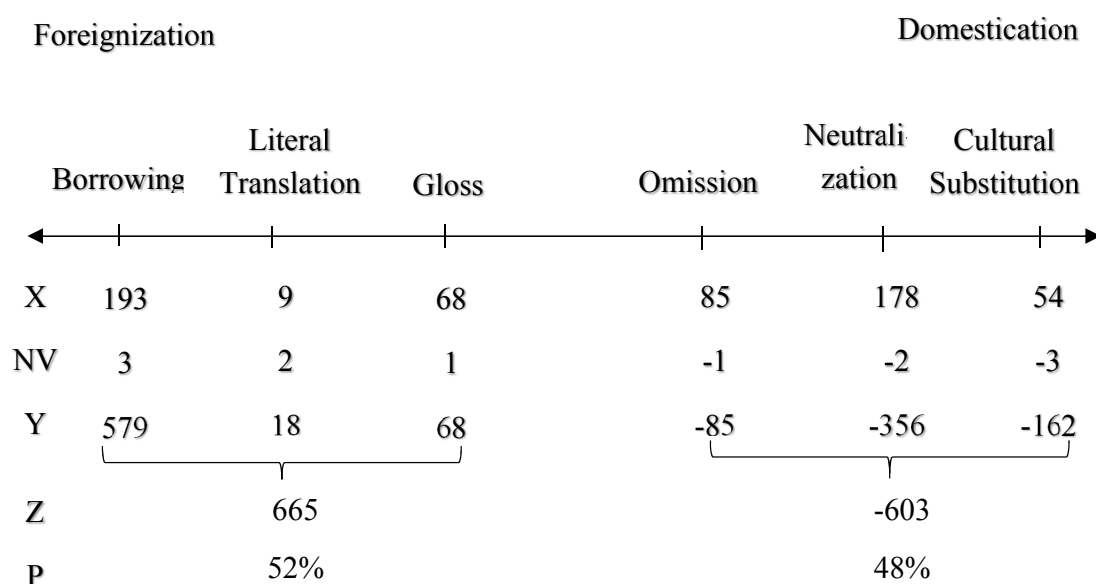 Foreignization Domestication
Literal Neutrali- Cultural
Borrowing Translation Gloss Omission zation Substitution
X 193 9 68 85 178 54
NV 3 2 1 -1 -2 -3
Y 579 18 68 -85 -356 -162
Z 665 -603
P 52% 48%